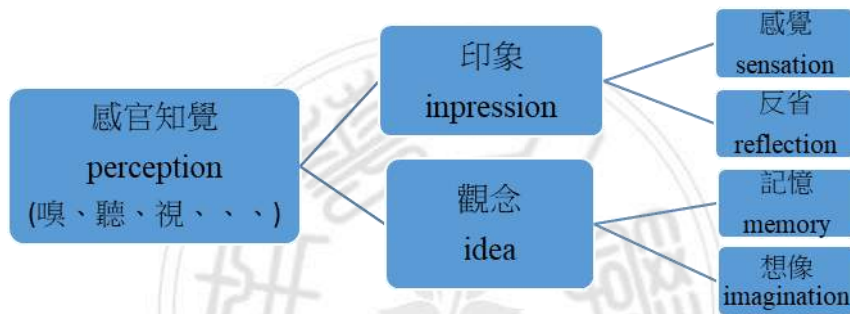 感官知覺
perception
(嗅、聽、視、、、)
印象
inpression
感覺
sensation
反省
reflection
觀念
idea
記憶
memory
想像
imagination